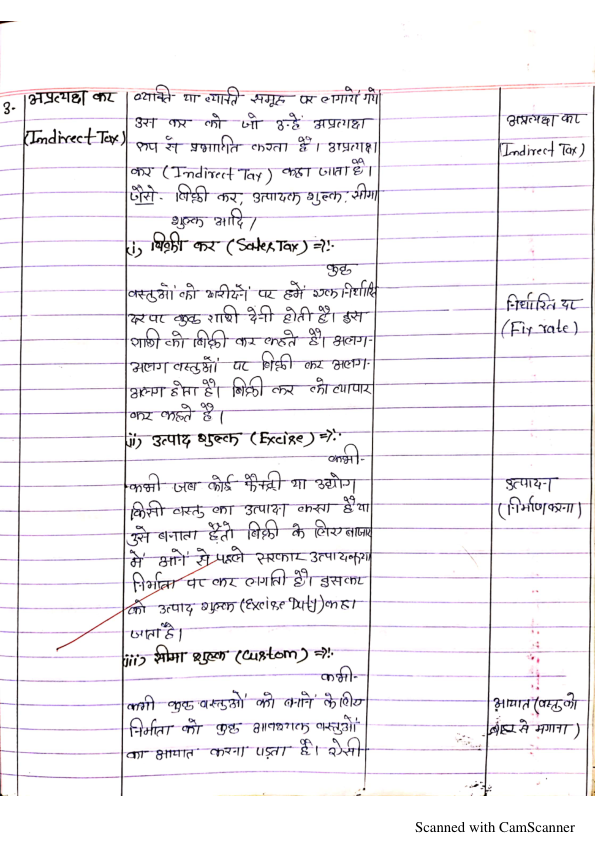 3- अप्रत्यक्ष कर
(Indirect Tax)
व्यक्ति या व्यक्ति समूह पर लगाये गये
उस कर को जो उन्हें अप्रत्यक्ष
रूप से प्रभावित करता है। अप्रत्यक्ष
कर (Indirect Tax) कहा जाता है।
जैसे- बिक्री कर, उत्पादक शुल्क, सीमा
शुल्क आदि।
(i) बिक्री कर (Sales Tax) =>:-
कुछ
वस्तुओं को खरीदने पर हमें एक निर्धारित
दर पर कुछ राशी देनी होती है। इस
राशी को बिक्री कर कहते है। अलग-
अलग वस्तुओं पर बिक्री कर अलग-
अलग होता है। बिक्री कर को व्यापार
कर कहते है।
(ii) उत्पाद शुल्क (Excise) =>:-
कभी-
कभी जब कोई फैक्ट्री या उद्योग
किसी वस्तु का उत्पादन करता है या
उसे बनाता है तो बिक्री के लिए बाजार
में आने से पहले सरकार उत्पादक या
निर्माता पर कर लगाती है। इस कर
को उत्पाद शुल्क (Excise Duty) कहा
जाता है।
(iii) सीमा शुल्क (Custom) =>:-
कभी-
कभी कुछ वस्तुओं को बनाने के लिए
निर्माता को कुछ आवश्यक वस्तुओं
का आयात करना पड़ता है। ऐसी
अप्रत्यक्ष कर
(Indirect Tax)
निर्धारित दर
(Fix rate)
उत्पादन
(निर्माण करना)
आयात (वस्तु को
बाहर से मगाना)
Scanned with CamScanner